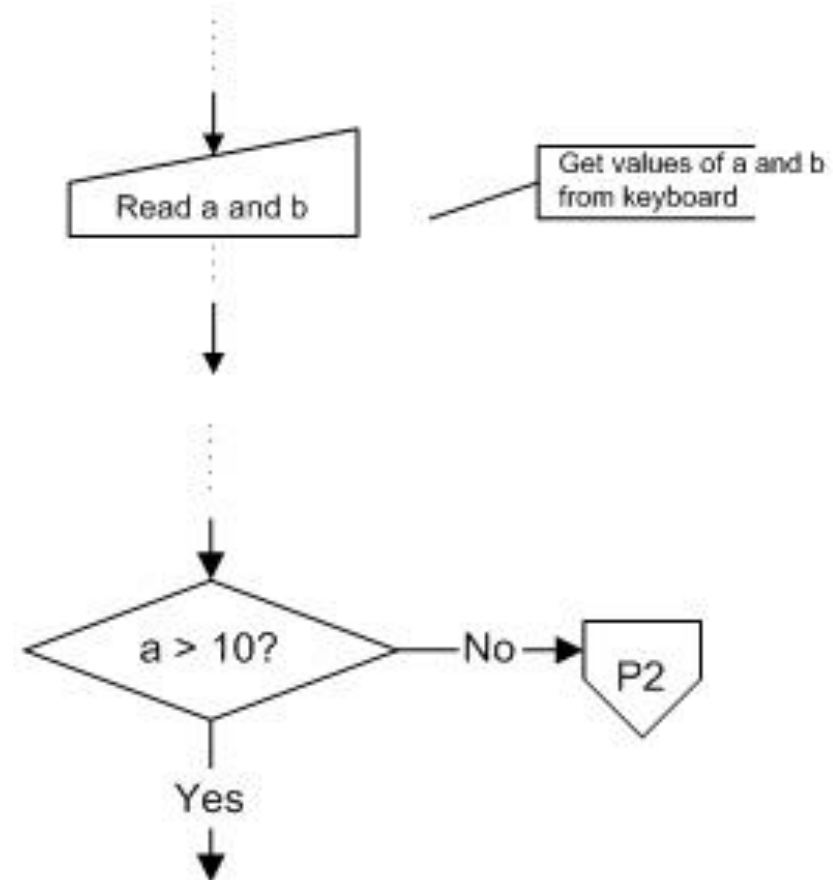 Read a and b
Get values of a and b
from keyboard
a > 10?
No
P2
Yes